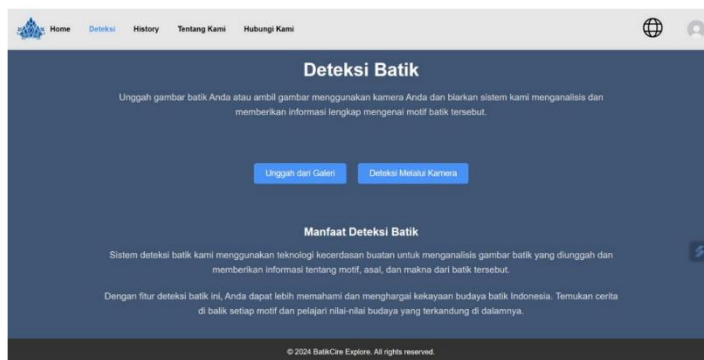 Home Deteksi History Tentang Kami Hubungi Kami
Deteksi Batik
Unggah gambar batik Anda atau ambil gambar menggunakan kamera Anda dan biarkan sistem kami menganalisis dan
memberikan informasi lengkap mengenai motif batik tersebut.
Unggah dari Galeri Deteksi Melalui Kamera
Manfaat Deteksi Batik
Sistem deteksi batik kami menggunakan teknologi kecerdasan buatan untuk menganalisis gambar batik yang diunggah dan
memberikan informasi tentang motif, asal, dan makna dari batik tersebut.
Dengan fitur deteksi batik ini, Anda dapat lebih memahami dan menghargai kekayaan budaya batik Indonesia. Temukan cerita
di balik setiap motif dan pelajari nilai-nilai budaya yang terkandung di dalamnya.
© 2024 BatikCire Explore. All rights reserved.